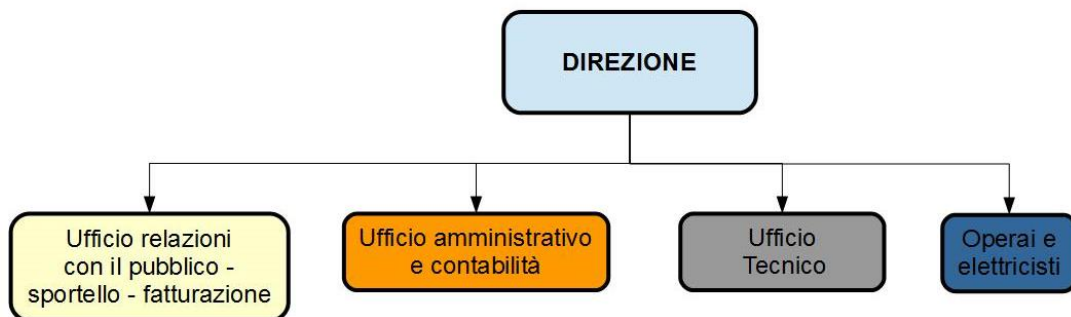 DIREZIONE
Ufficio relazioni
con il pubblico -
sportello - fatturazione
Ufficio amministrativo
e contabilità
Ufficio
Tecnico
Operai e
elettricisti